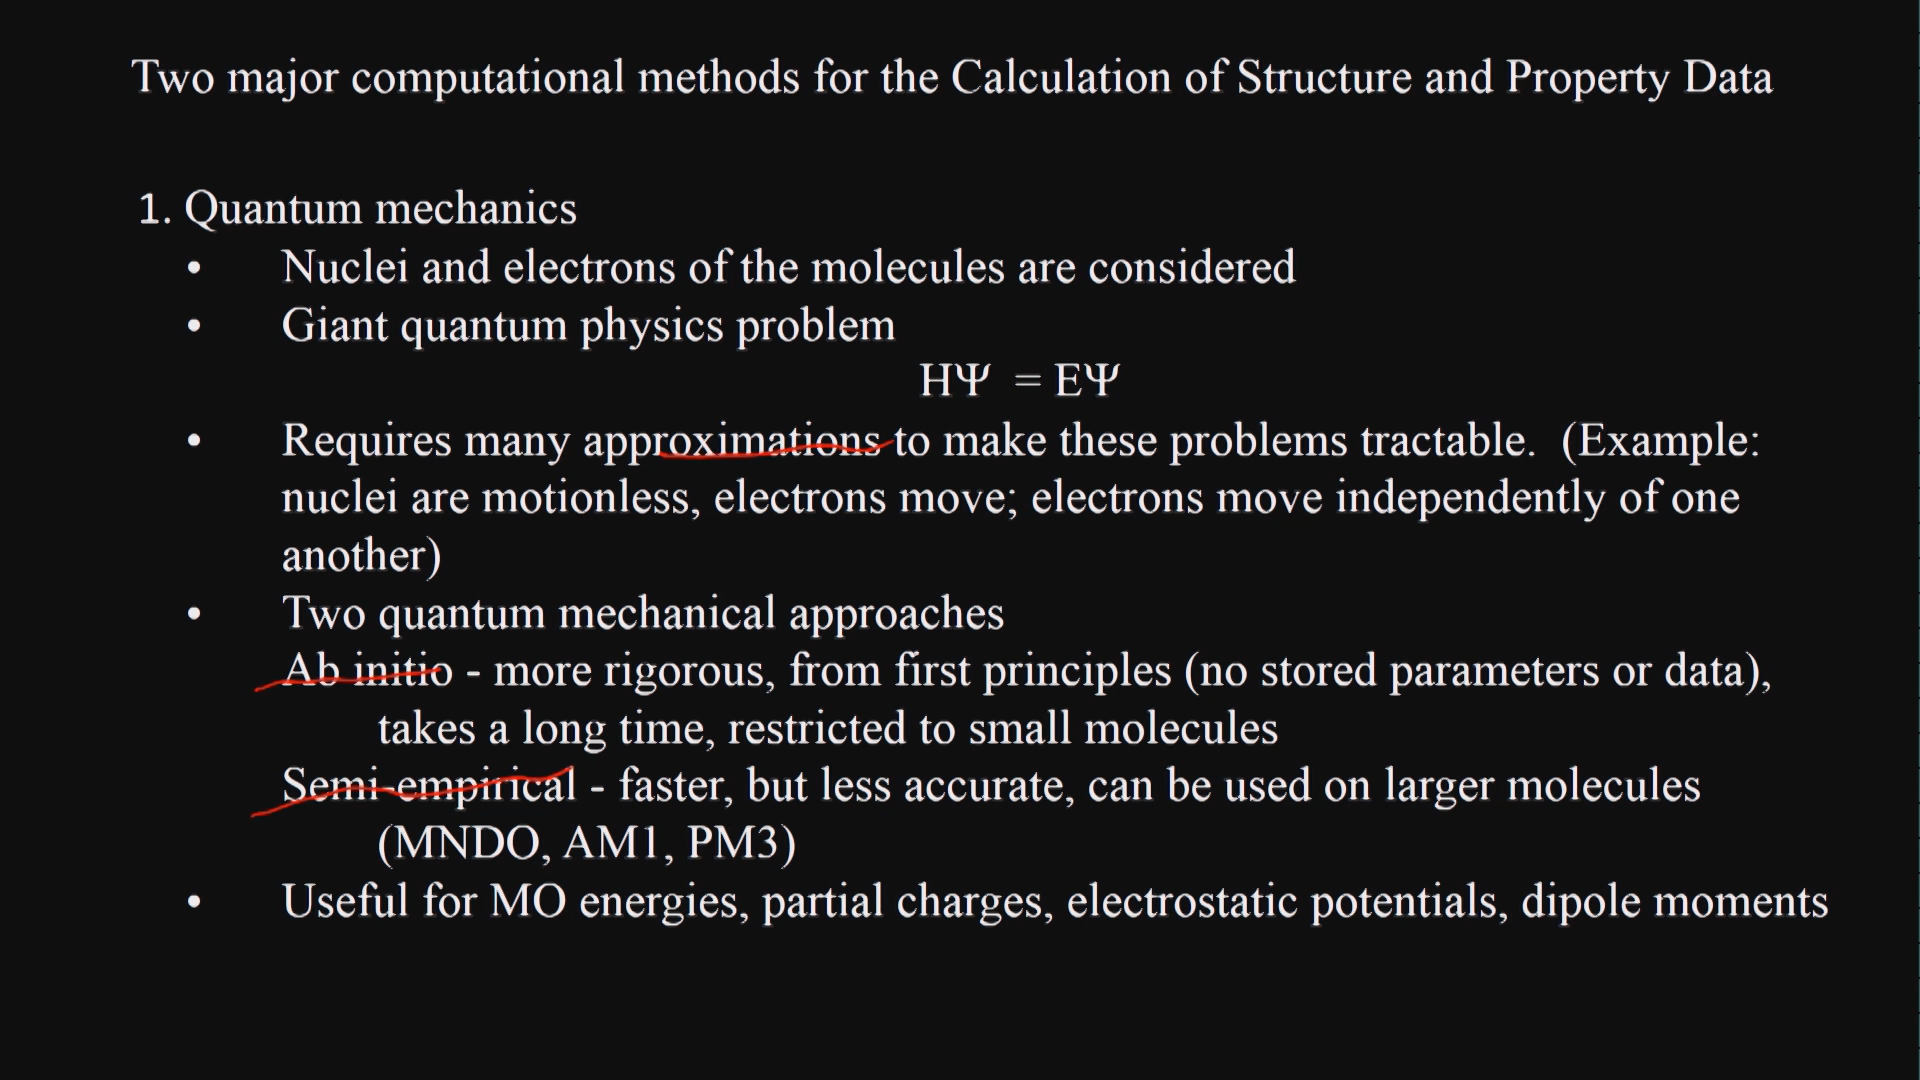 Two major computational methods for the Calculation of Structure and Property Data
1. Quantum mechanics
• Nuclei and electrons of the molecules are considered
• Giant quantum physics problem
HΨ = EΨ
• Requires many approximations to make these problems tractable. (Example:
nuclei are motionless, electrons move; electrons move independently of one
another)
• Two quantum mechanical approaches
Ab initio - more rigorous, from first principles (no stored parameters or data),
takes a long time, restricted to small molecules
Semi-empirical - faster, but less accurate, can be used on larger molecules
(MNDO, AM1, PM3)
• Useful for MO energies, partial charges, electrostatic potentials, dipole moments